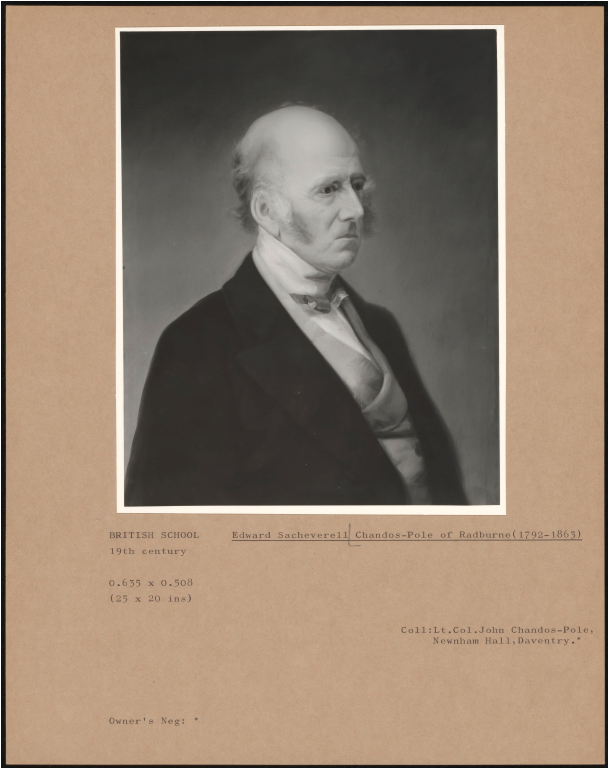 BRITISH SCHOOL Edward Sacheverell Chandos-Pole of Radburne(1792-1863)
19th century
0.635 x 0.508
(25 x 20 ins)
Coll:Lt.Col.John Chandos-Pole,
Newnham Hall,Daventry.*
Owner's Neg: *